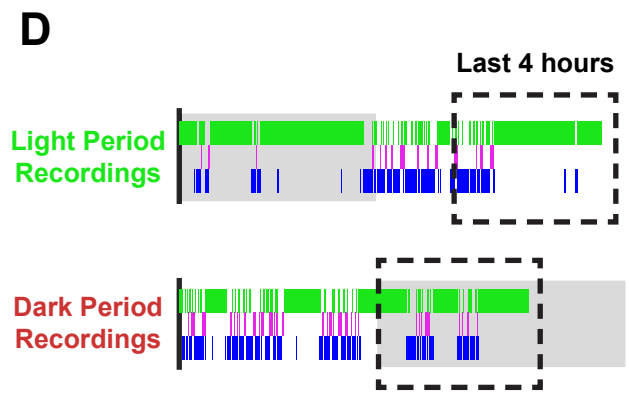 D
Last 4 hours
Light Period
Recordings
Dark Period
Recordings